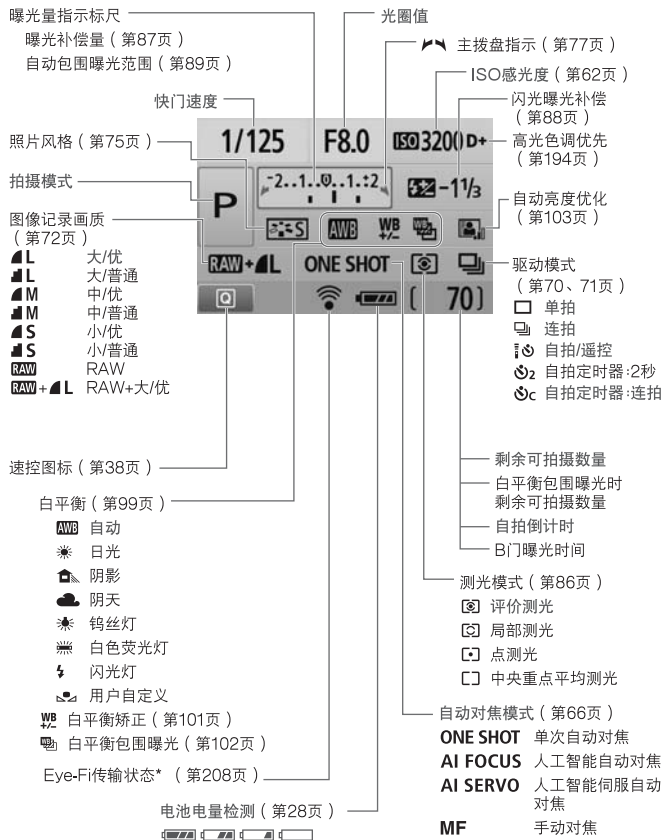 曝光量指示标尺
曝光补偿量（第87页）
自动包围曝光范围（第89页）
快门速度
照片风格（第75页）
拍摄模式
图像记录画质
（第72页）
L 大/优
L 大/普通
M 中/优
M 中/普通
S 小/优
S 小/普通
RAW RAW
RAW+L RAW+大/优
光圈值
主拨盘指示（第77页）
ISO感光度（第62页）
闪光曝光补偿
（第88页）
高光色调优先
（第194页）
自动亮度优化
（第103页）
驱动模式
（第70、71页）
单拍
连拍
自拍/遥控
2 自拍定时器:2秒
C 自拍定时器:连拍
1/125 F8.0 ISO 3200 D+
-2..1..0..1..2 -1 1/3
P
S AWB WB +/- WB
RAW+L ONE SHOT
Q [ 70]
速控图标（第38页）
白平衡（第99页）
AWB 自动
日光
阴影
阴天
钨丝灯
白色荧光灯
闪光灯
用户自定义
WB +/- 白平衡矫正（第101页）
WB 白平衡包围曝光（第102页）
Eye-Fi传输状态*（第208页）
电池电量检测（第28页）
剩余可拍摄数量
白平衡包围曝光时
剩余可拍摄数量
自拍倒计时
B门曝光时间
测光模式（第86页）
评价测光
局部测光
点测光
中央重点平均测光
自动对焦模式（第66页）
ONE SHOT 单次自动对焦
AI FOCUS 人工智能自动对焦
AI SERVO 人工智能伺服自动
对焦
MF 手动对焦